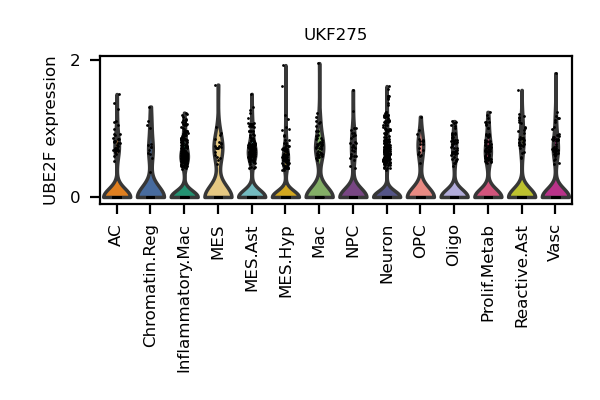 UKF275
UBE2F expression
2
0
AC
Chromatin.Reg
Inflammatory.Mac
MES
MES.Ast
MES.Hyp
Mac
NPC
Neuron
OPC
Oligo
Prolif.Metab
Reactive.Ast
Vasc